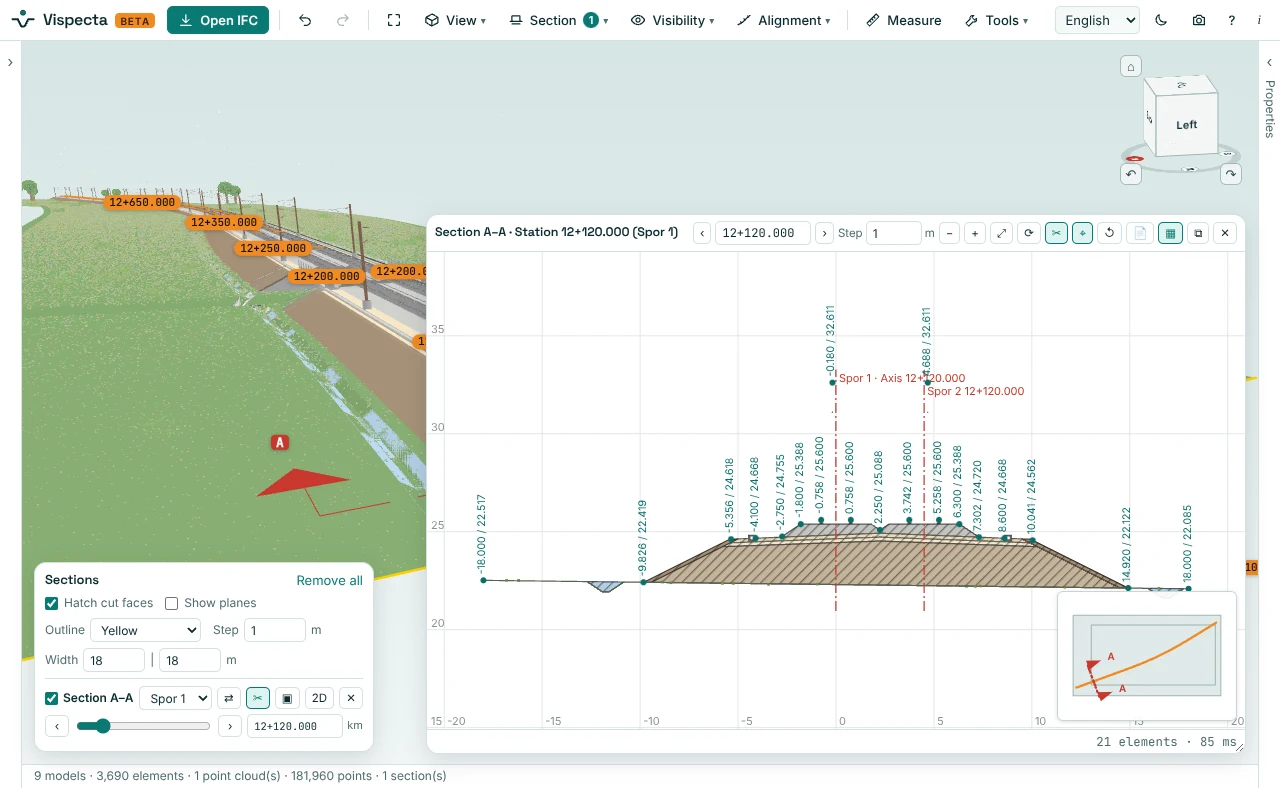 Vispecta BETA Open IFC View Section 1 Visibility Alignment Measure Tools English ? i
Properties
Left
12+650.000
12+350.000
12+250.000
12+200.000
12+200.0
1
A
10
Section A–A · Station 12+120.000 (Spor 1) 12+120.000 Step 1 m
35
30
25
20
15 -20 -15 -10 -5 0 5 10 15 20
-0.180 / 32.611
4.688 / 32.611
Spor 1 · Axis 12+120.000
Spor 2 12+120.000
-18.000 / 22.517
-9.826 / 22.419
-5.356 / 24.618
-4.100 / 24.668
-2.750 / 24.755
-1.800 / 25.388
-0.758 / 25.600
0.758 / 25.600
2.250 / 25.088
3.742 / 25.600
5.258 / 25.600
6.300 / 25.388
7.302 / 24.720
8.600 / 24.668
10.041 / 24.562
14.920 / 22.122
18.000 / 22.085
A
A
21 elements · 85 ms
Sections Remove all
Hatch cut faces Show planes
Outline Yellow Step 1 m
Width 18 | 18 m
Section A–A Spor 1 2D
12+120.000 km
9 models · 3,690 elements · 1 point cloud(s) · 181,960 points · 1 section(s)